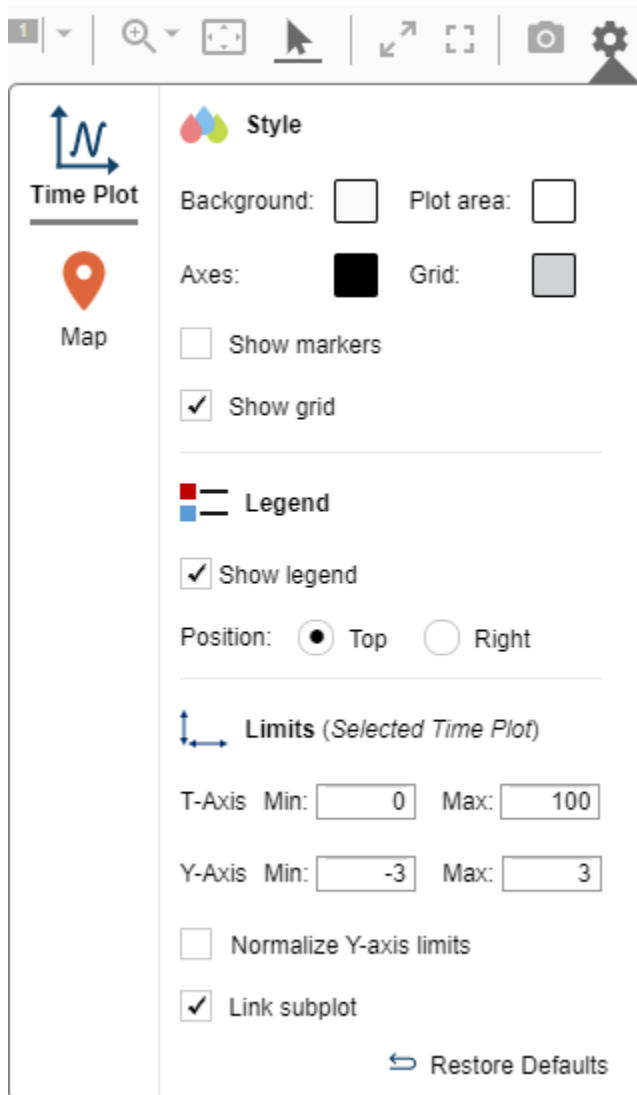 1
Time Plot
Map
Style
Background: Plot area:
Axes: Grid:
Show markers
Show grid
Legend
Show legend
Position: Top Right
Limits (Selected Time Plot)
T-Axis Min: 0 Max: 100
Y-Axis Min: -3 Max: 3
Normalize Y-axis limits
Link subplot
Restore Defaults